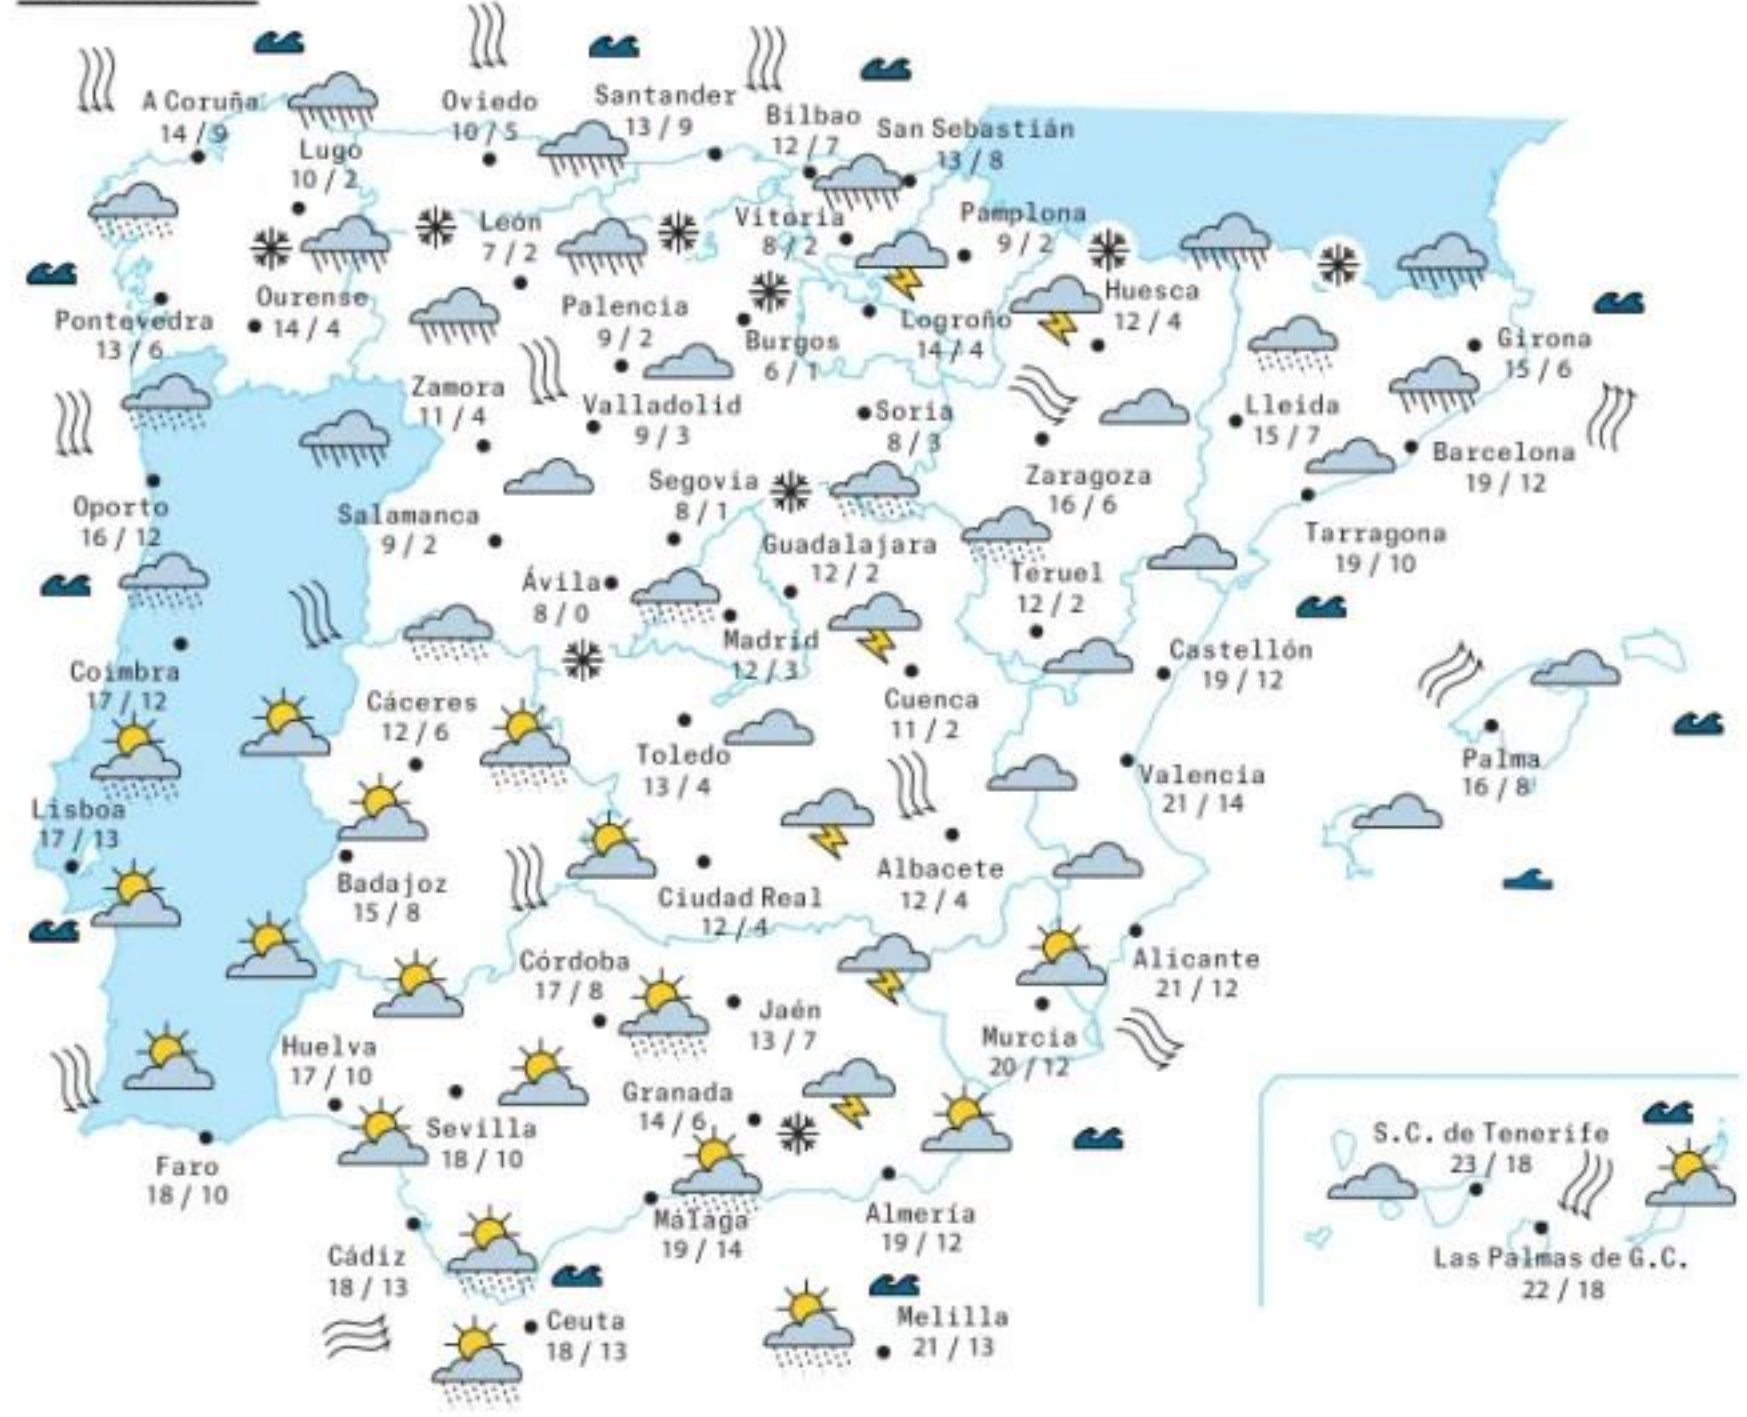 A Coruña
14 / 9
Lugo
10 / 2
Oviedo
10 / 5
Santander
13 / 9
Bilbao
12 / 7
San Sebastián
13 / 8
León
7 / 2
Vitoria
8 / 2
Pamplona
9 / 2
Pontevedra
13 / 6
Ourense
14 / 4
Palencia
9 / 2
Burgos
6 / 1
Logroño
14 / 4
Huesca
12 / 4
Girona
15 / 6
Zamora
11 / 4
Valladolid
9 / 3
Soria
8 / 3
Lleida
15 / 7
Barcelona
19 / 12
Oporto
16 / 12
Salamanca
9 / 2
Segovia
8 / 1
Zaragoza
16 / 6
Tarragona
19 / 10
Guadalajara
12 / 2
Ávila
8 / 0
Teruel
12 / 2
Madrid
12 / 3
Castellón
19 / 12
Coimbra
17 / 12
Cáceres
12 / 6
Cuenca
11 / 2
Toledo
13 / 4
Valencia
21 / 14
Palma
16 / 8
Lisboa
17 / 13
Badajoz
15 / 8
Ciudad Real
12 / 4
Albacete
12 / 4
Córdoba
17 / 8
Jaén
13 / 7
Alicante
21 / 12
Murcia
20 / 12
Huelva
17 / 10
Granada
14 / 6
Sevilla
18 / 10
Faro
18 / 10
Málaga
19 / 14
Almería
19 / 12
Cádiz
18 / 13
Ceuta
18 / 13
Melilla
21 / 13
S.C. de Tenerife
23 / 18
Las Palmas de G.C.
22 / 18